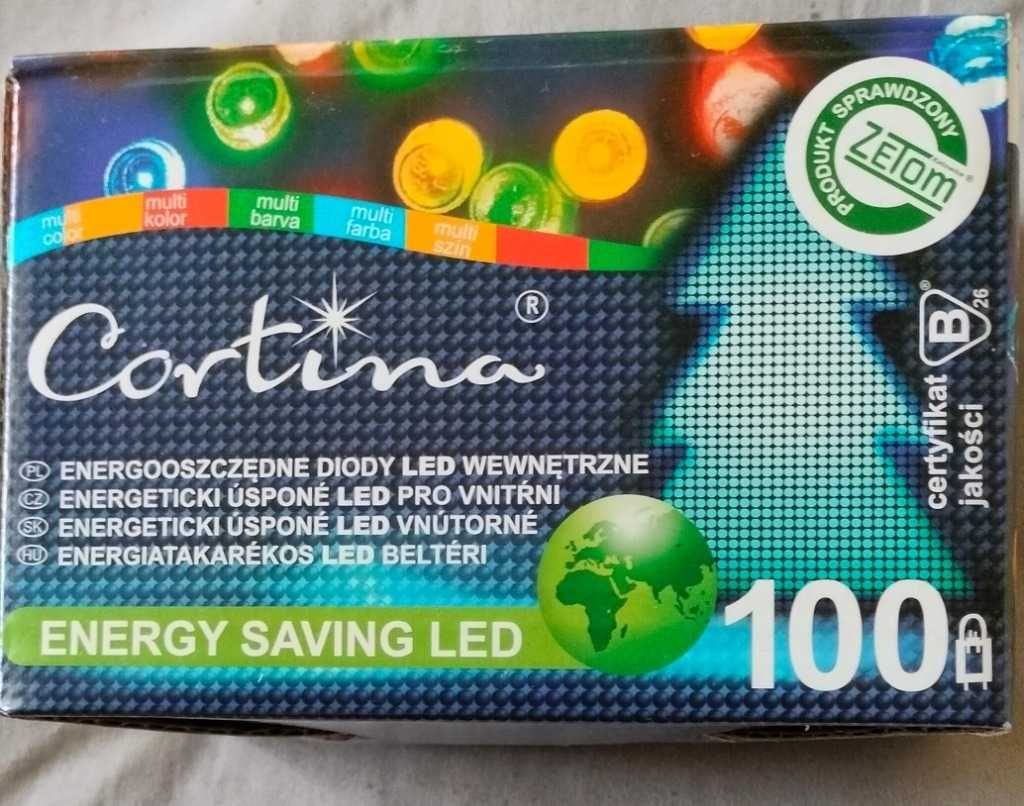 PRODUKT SPRAWDZONY
ZETOM
multi color
multi kolor
multi barva
multi farba
multi szín
Cortina ®
B
26
certyfikat
jakości
PL ENERGOOSZCZĘDNE DIODY LED WEWNĘTRZNE
CZ ENERGETICKI ÚSPONÉ LED PRO VNITŘNI
SK ENERGETICKI ÚSPONÉ LED VNÚTORNÉ
HU ENERGIATAKARÉKOS LED BELTÉRI
ENERGY SAVING LED
100